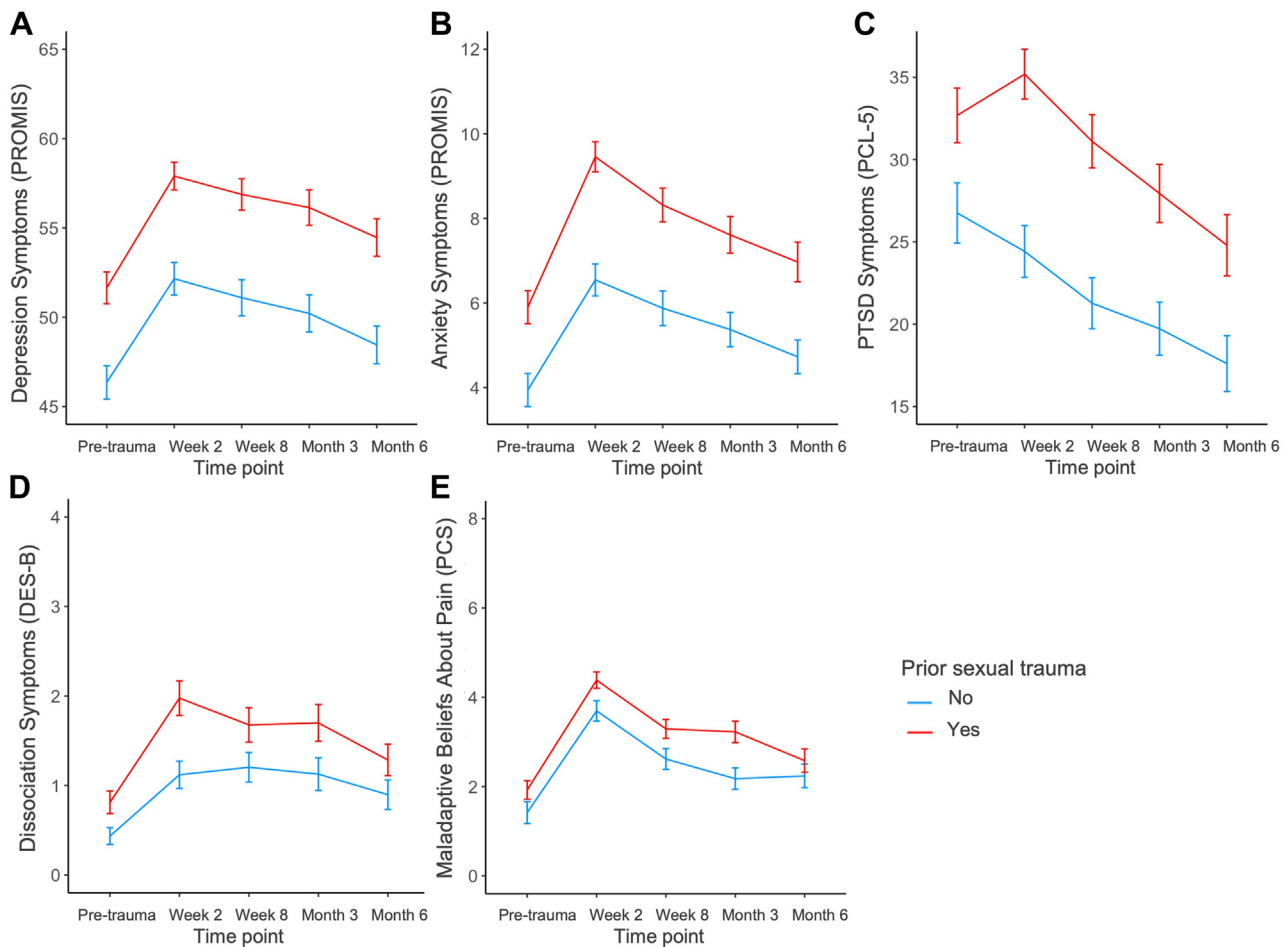 A
Depression Symptoms (PROMIS)
65
60
55
50
45
Pre-trauma Week 2 Week 8 Month 3 Month 6
Time point
B
Anxiety Symptoms (PROMIS)
12
10
8
6
4
Pre-trauma Week 2 Week 8 Month 3 Month 6
Time point
C
PTSD Symptoms (PCL-5)
35
30
25
20
15
Pre-trauma Week 2 Week 8 Month 3 Month 6
Time point
D
Dissociation Symptoms (DES-B)
4
3
2
1
0
Pre-trauma Week 2 Week 8 Month 3 Month 6
Time point
E
Maladaptive Beliefs About Pain (PCS)
8
6
4
2
0
Pre-trauma Week 2 Week 8 Month 3 Month 6
Time point
Prior sexual trauma
No
Yes